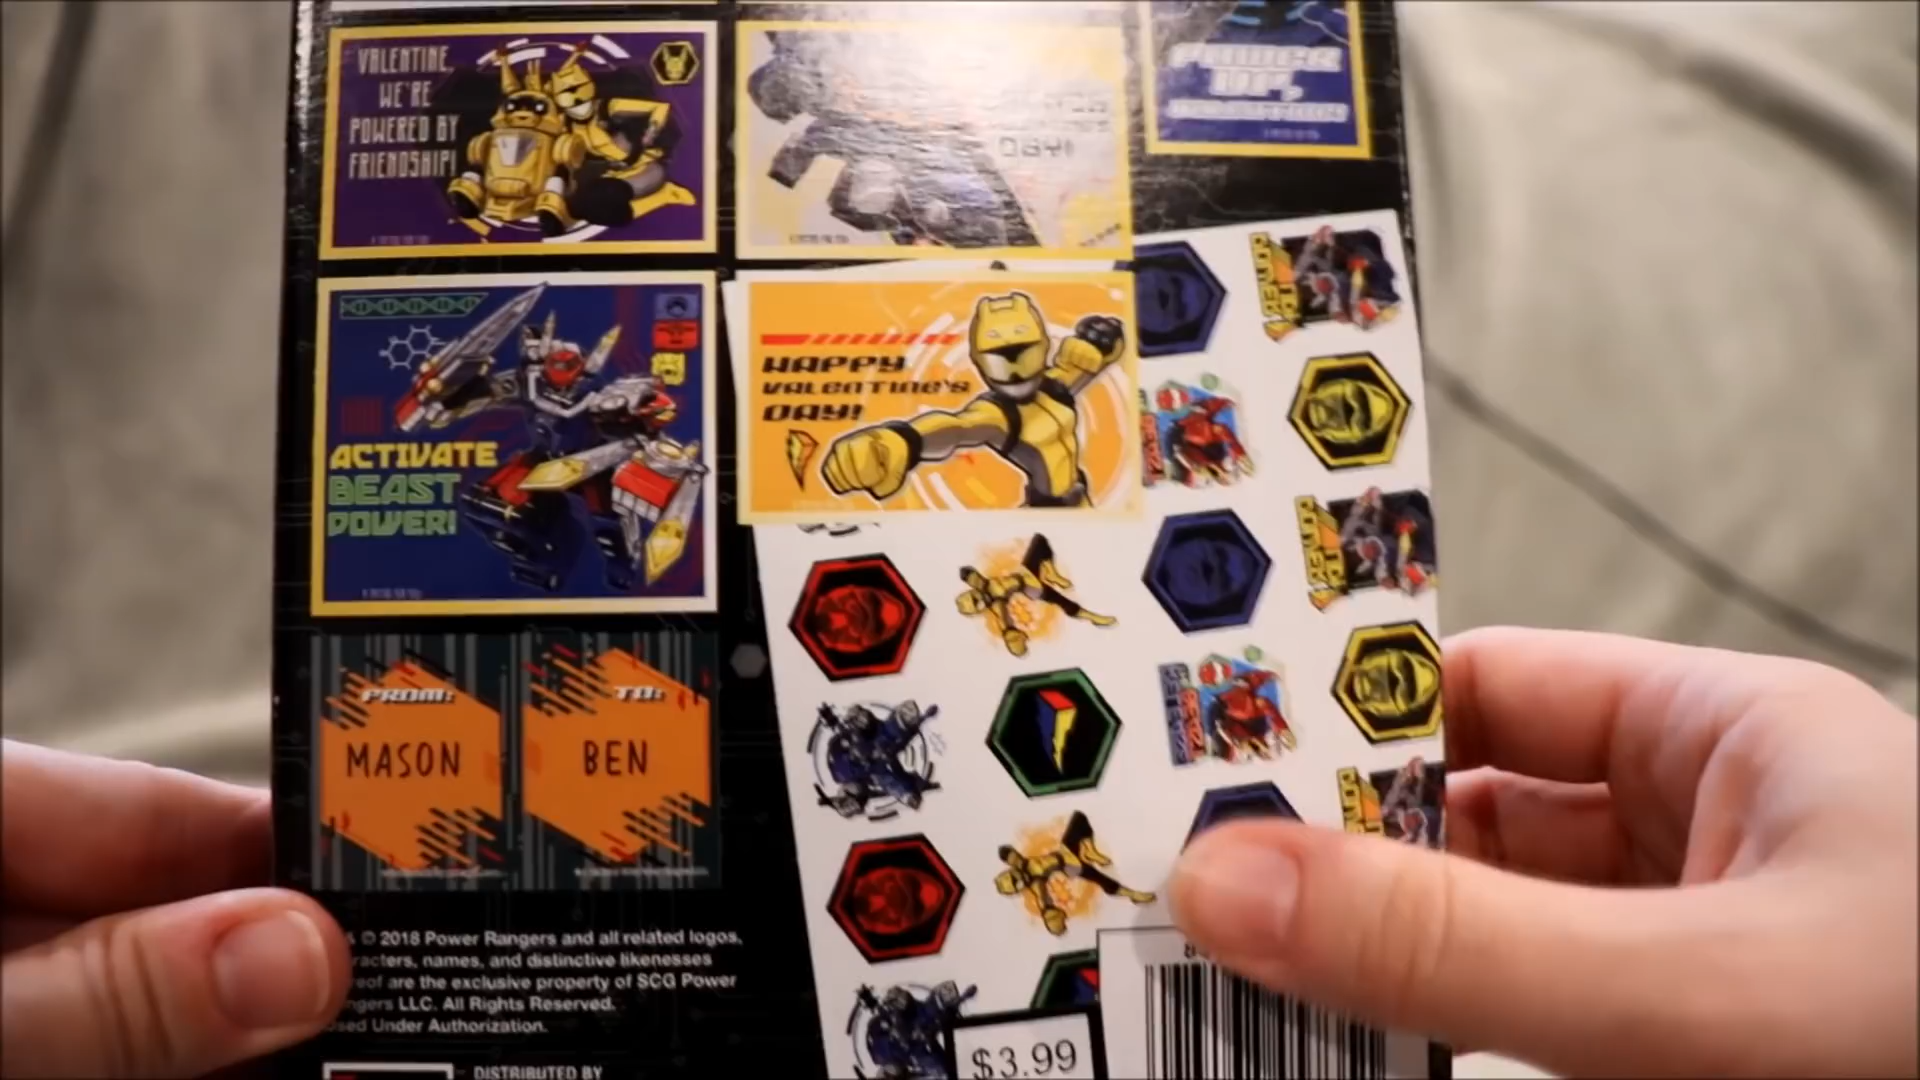 VALENTINE,
WE'RE
POWERED BY
FRIENDSHIP!
DAY!
POWER
UP,
ACTIVATE
BEAST
POWER!
HAPPY
VALENTINE'S
DAY!
FROM:
MASON
TO:
BEN
© 2018 Power Rangers and all related logos,
racters, names, and distinctive likenesses
reof are the exclusive property of SCG Power
ngers LLC. All Rights Reserved.
sed Under Authorization.
DISTRIBUTED BY
$3.99